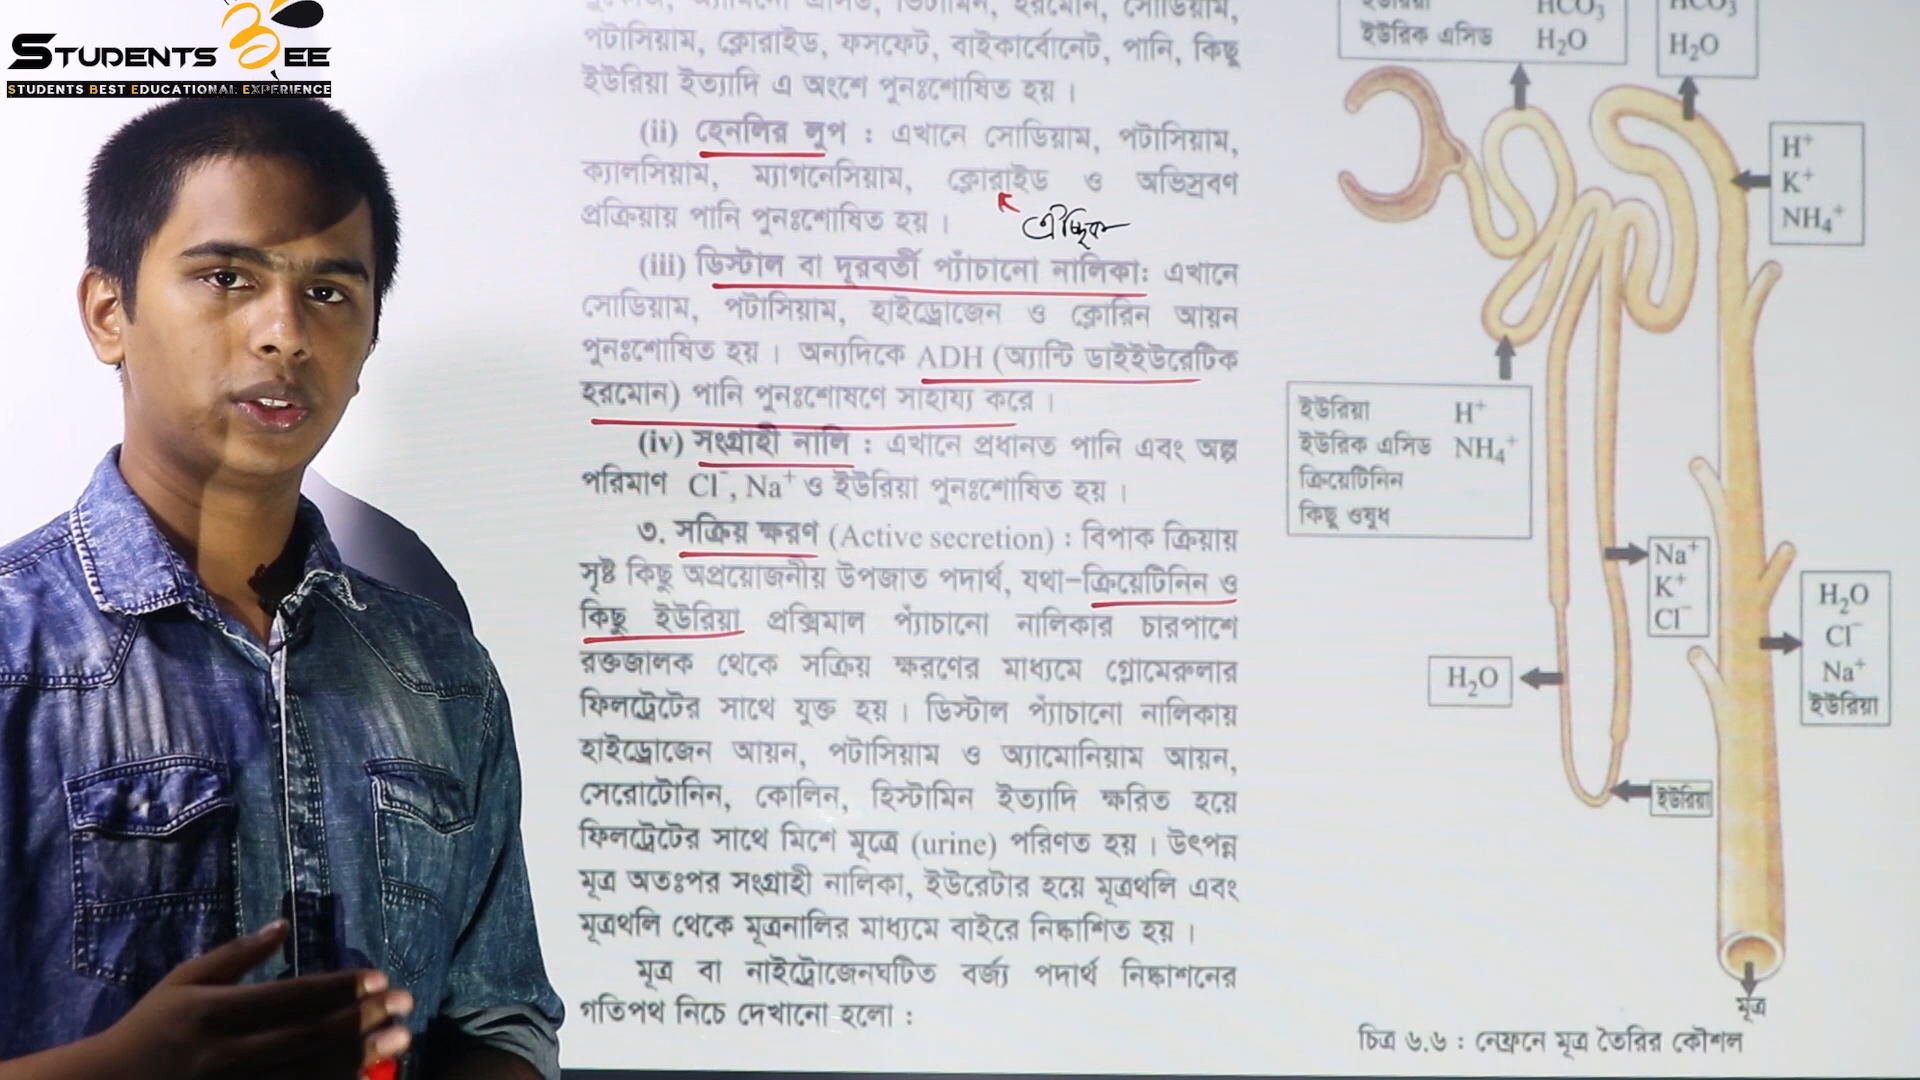 STUDENTS BEE
STUDENTS BEST EDUCATIONAL EXPERIENCE
পটাসিয়াম, ক্লোরাইড, ফসফেট, বাইকার্বোনেট, পানি, কিছু
ইউরিয়া ইত্যাদি এ অংশে পুনঃশোষিত হয় ।
(ii) হেনলির লুপ : এখানে সোডিয়াম, পটাসিয়াম,
ক্যালসিয়াম, ম্যাগনেসিয়াম, ক্লোরাইড ও অভিস্রবণ
প্রক্রিয়ায় পানি পুনঃশোষিত হয় ।
ঐচ্ছিক
(iii) ডিস্টাল বা দূরবর্তী প্যাঁচানো নালিকা: এখানে
সোডিয়াম, পটাসিয়াম, হাইড্রোজেন ও ক্লোরিন আয়ন
পুনঃশোষিত হয় । অন্যদিকে ADH (অ্যান্টি ডাইইউরেটিক
হরমোন) পানি পুনঃশোষণে সাহায্য করে ।
(iv) সংগ্রাহী নালি : এখানে প্রধানত পানি এবং অল্প
পরিমাণ Cl⁻, Na⁺ ও ইউরিয়া পুনঃশোষিত হয় ।
৩. সক্রিয় ক্ষরণ (Active secretion) : বিপাক ক্রিয়ায়
সৃষ্ট কিছু অপ্রয়োজনীয় উপজাত পদার্থ, যথা–ক্রিয়েটিনিন ও
কিছু ইউরিয়া প্রক্সিমাল প্যাঁচানো নালিকার চারপাশে
রক্তজালক থেকে সক্রিয় ক্ষরণের মাধ্যমে গ্লোমেরুলার
ফিলট্রেটের সাথে যুক্ত হয় । ডিস্টাল প্যাঁচানো নালিকায়
হাইড্রোজেন আয়ন, পটাসিয়াম ও অ্যামোনিয়াম আয়ন,
সেরোটোনিন, কোলিন, হিস্টামিন ইত্যাদি ক্ষরিত হয়ে
ফিলট্রেটের সাথে মিশে মূত্রে (urine) পরিণত হয় । উৎপন্ন
মূত্র অতঃপর সংগ্রাহী নালিকা, ইউরেটার হয়ে মূত্রথলি এবং
মূত্রথলি থেকে মূত্রনালির মাধ্যমে বাইরে নিষ্কাশিত হয় ।
মূত্র বা নাইট্রোজেনঘটিত বর্জ্য পদার্থ নিষ্কাশনের
গতিপথ নিচে দেখানো হলো :
ইউরিক এসিড H₂O
H₂O
H⁺
K⁺
NH₄⁺
ইউরিয়া H⁺
ইউরিক এসিড NH₄⁺
ক্রিয়েটিনিন
কিছু ওষুধ
Na⁺
K⁺
Cl⁻
H₂O
H₂O
Cl⁻
Na⁺
ইউরিয়া
ইউরিয়া
মূত্র
চিত্র ৬.৬ : নেফ্রনে মূত্র তৈরির কৌশল